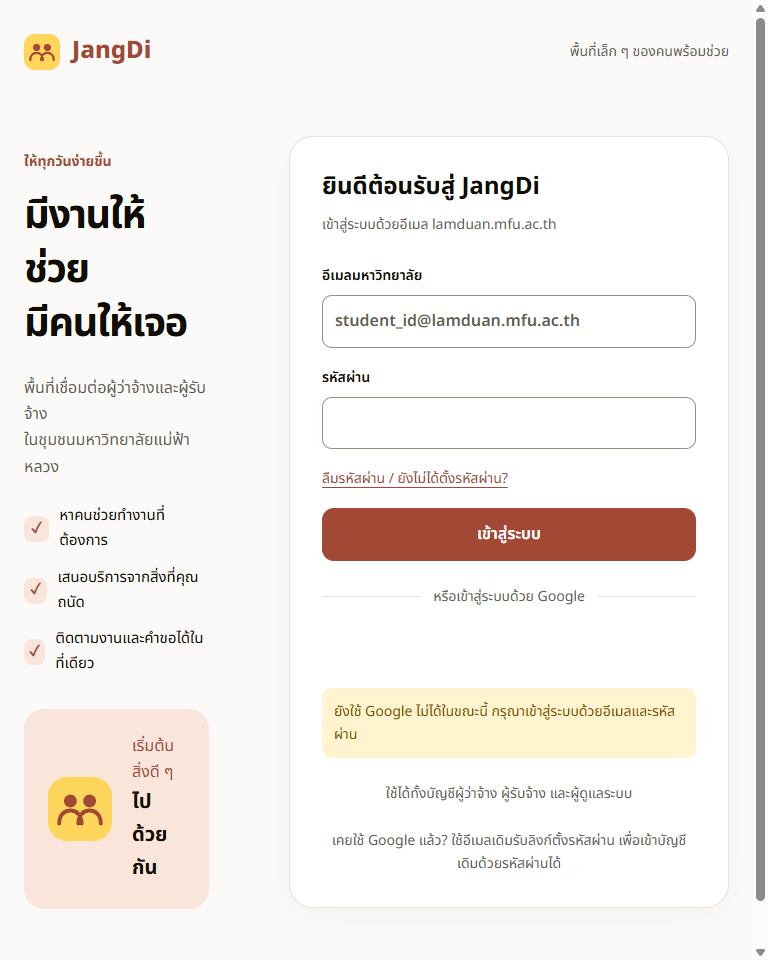 JangDi
พื้นที่เล็ก ๆ ของคนพร้อมช่วย
ให้ทุกวันง่ายขึ้น
มีงานให้
ช่วย
มีคนให้เจอ
พื้นที่เชื่อมต่อผู้ว่าจ้างและผู้รับ
จ้าง
ในชุมชนมหาวิทยาลัยแม่ฟ้า
หลวง
หาคนช่วยทำงานที่
ต้องการ
เสนอบริการจากสิ่งที่คุณ
ถนัด
ติดตามงานและคำขอได้ใน
ที่เดียว
เริ่มต้น
สิ่งดี ๆ
ไป
ด้วย
กัน
ยินดีต้อนรับสู่ JangDi
เข้าสู่ระบบด้วยอีเมล lamduan.mfu.ac.th
อีเมลมหาวิทยาลัย
student_id@lamduan.mfu.ac.th
รหัสผ่าน
ลืมรหัสผ่าน / ยังไม่ได้ตั้งรหัสผ่าน?
เข้าสู่ระบบ
หรือเข้าสู่ระบบด้วย Google
ยังใช้ Google ไม่ได้ในขณะนี้ กรุณาเข้าสู่ระบบด้วยอีเมลและรหัส
ผ่าน
ใช้ได้ทั้งบัญชีผู้ว่าจ้าง ผู้รับจ้าง และผู้ดูแลระบบ
เคยใช้ Google แล้ว? ใช้อีเมลเดิมรับลิงก์ตั้งรหัสผ่าน เพื่อเข้าบัญชี
เดิมด้วยรหัสผ่านได้